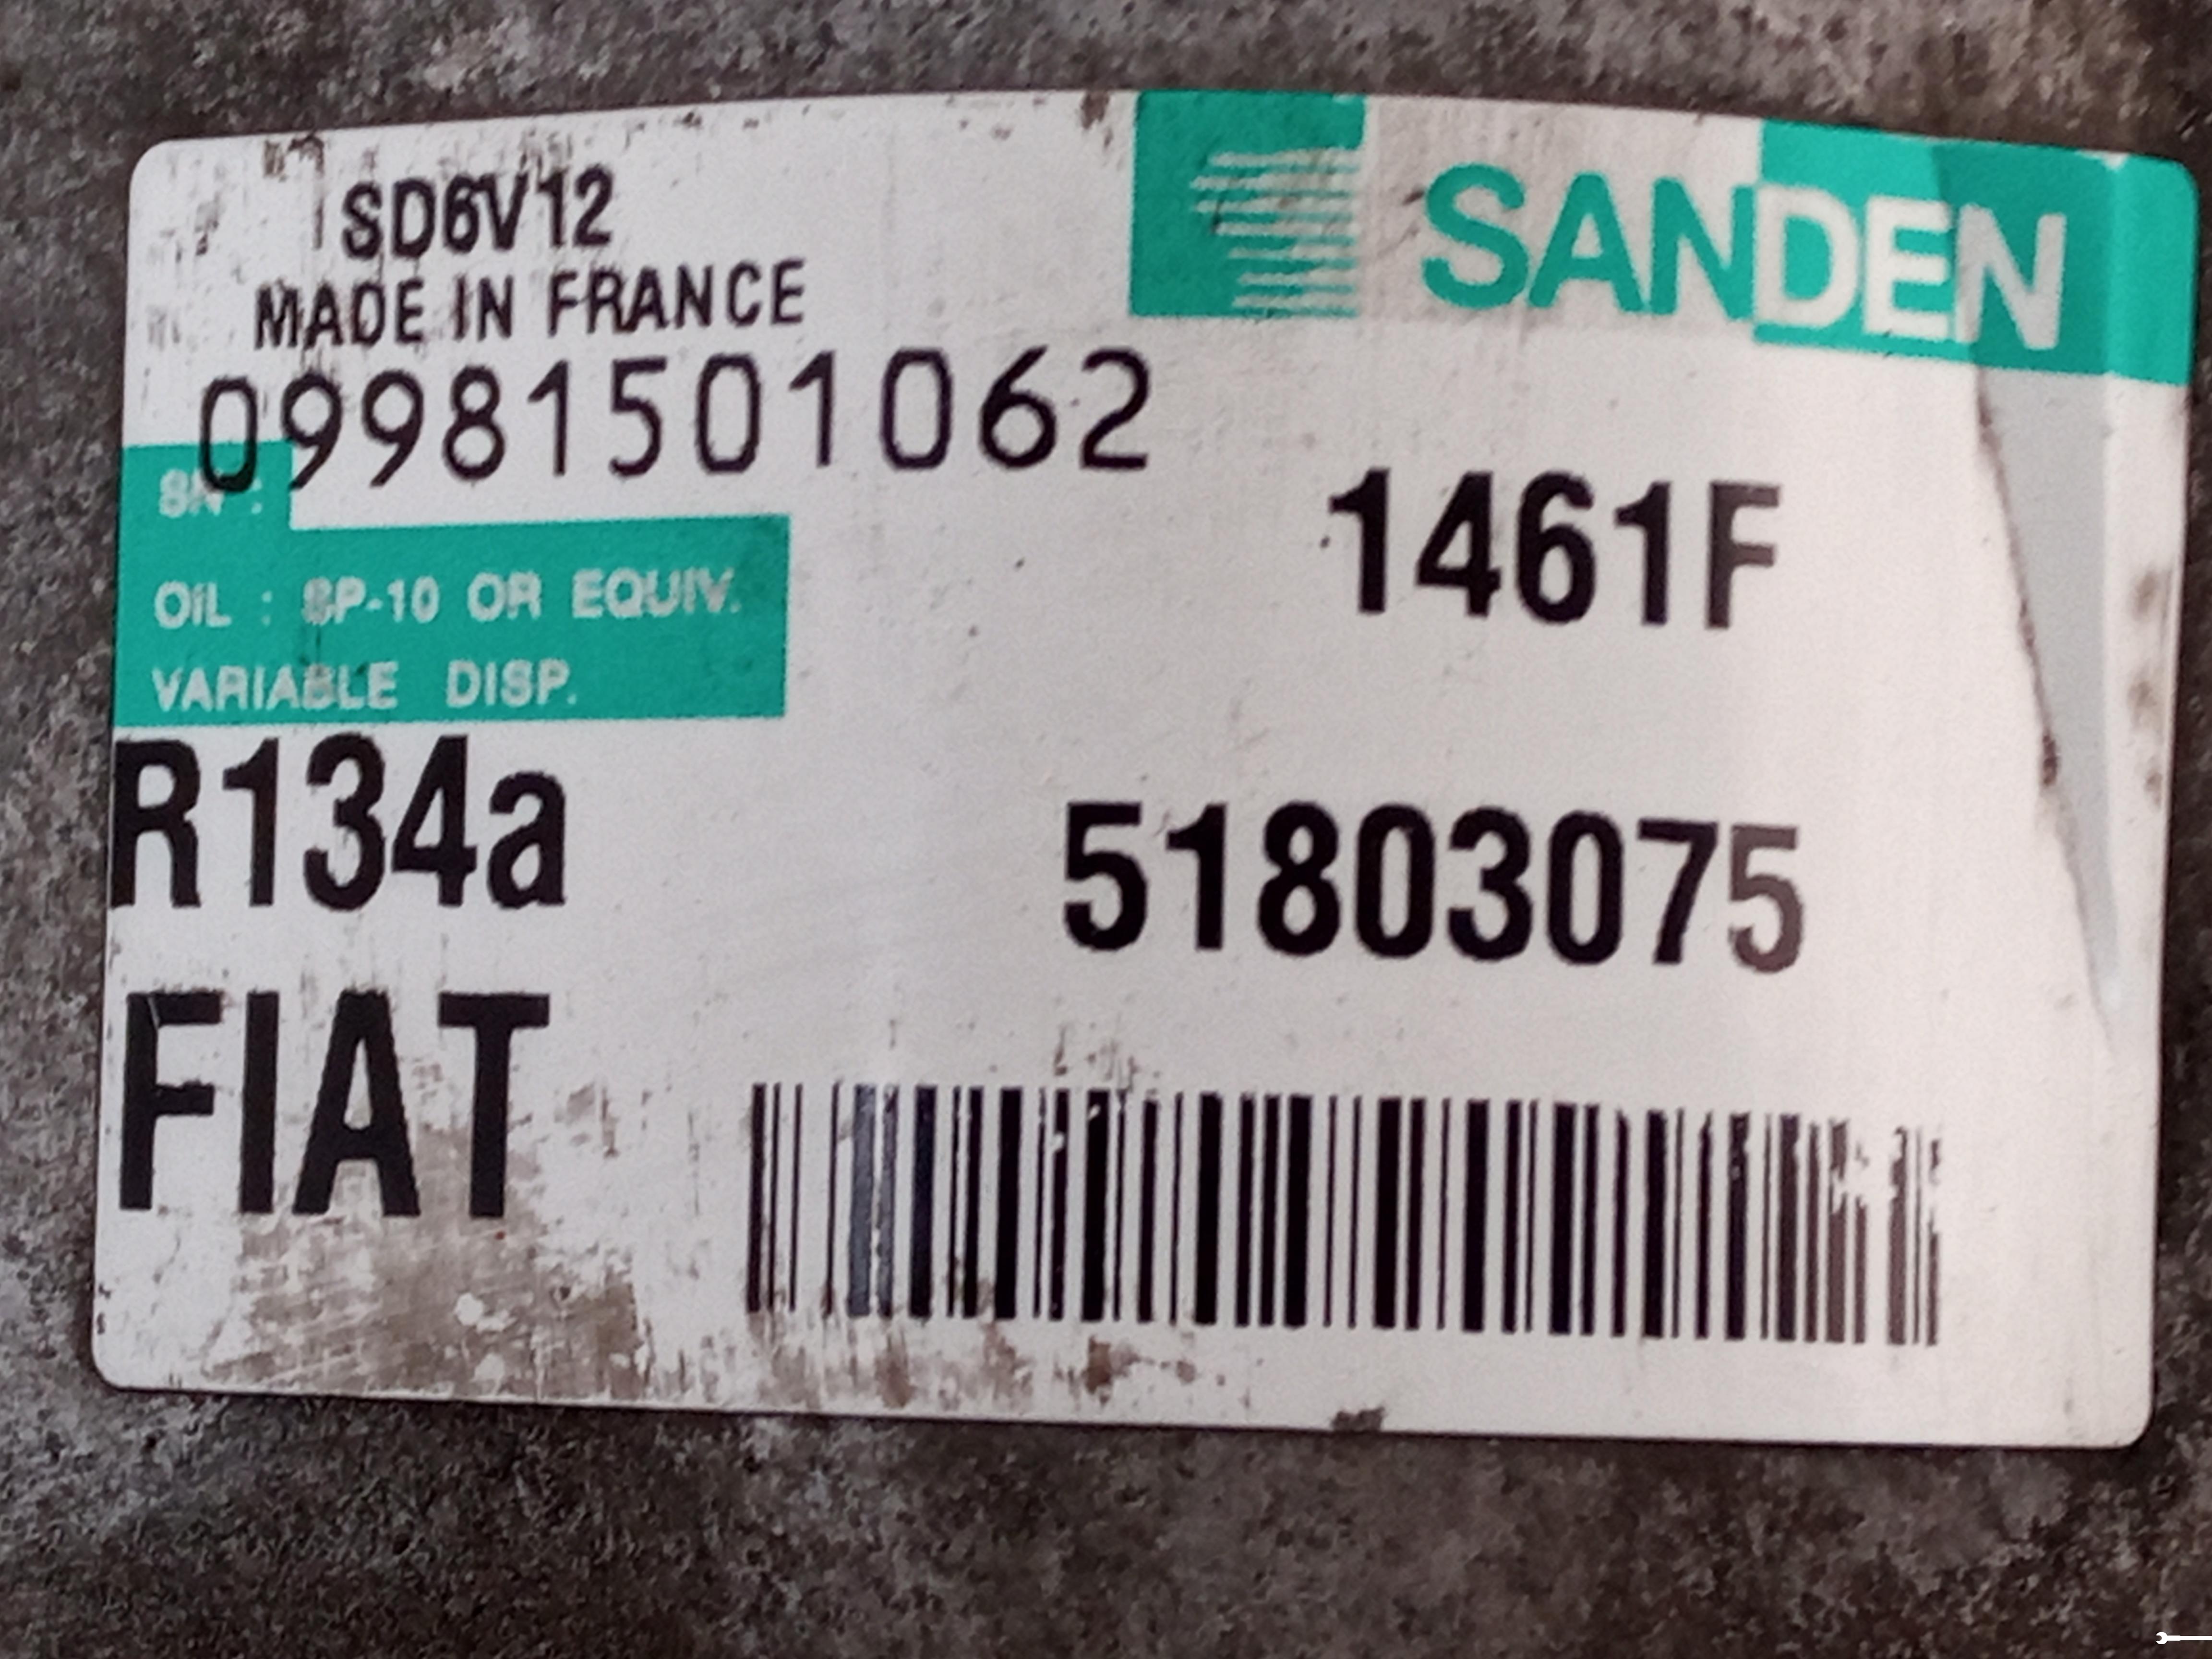 SD6V12
SANDEN
MADE IN FRANCE
09981501062
SN :
1461F
OIL : SP-10 OR EQUIV.
VARIABLE DISP.
R134a
51803075
FIAT